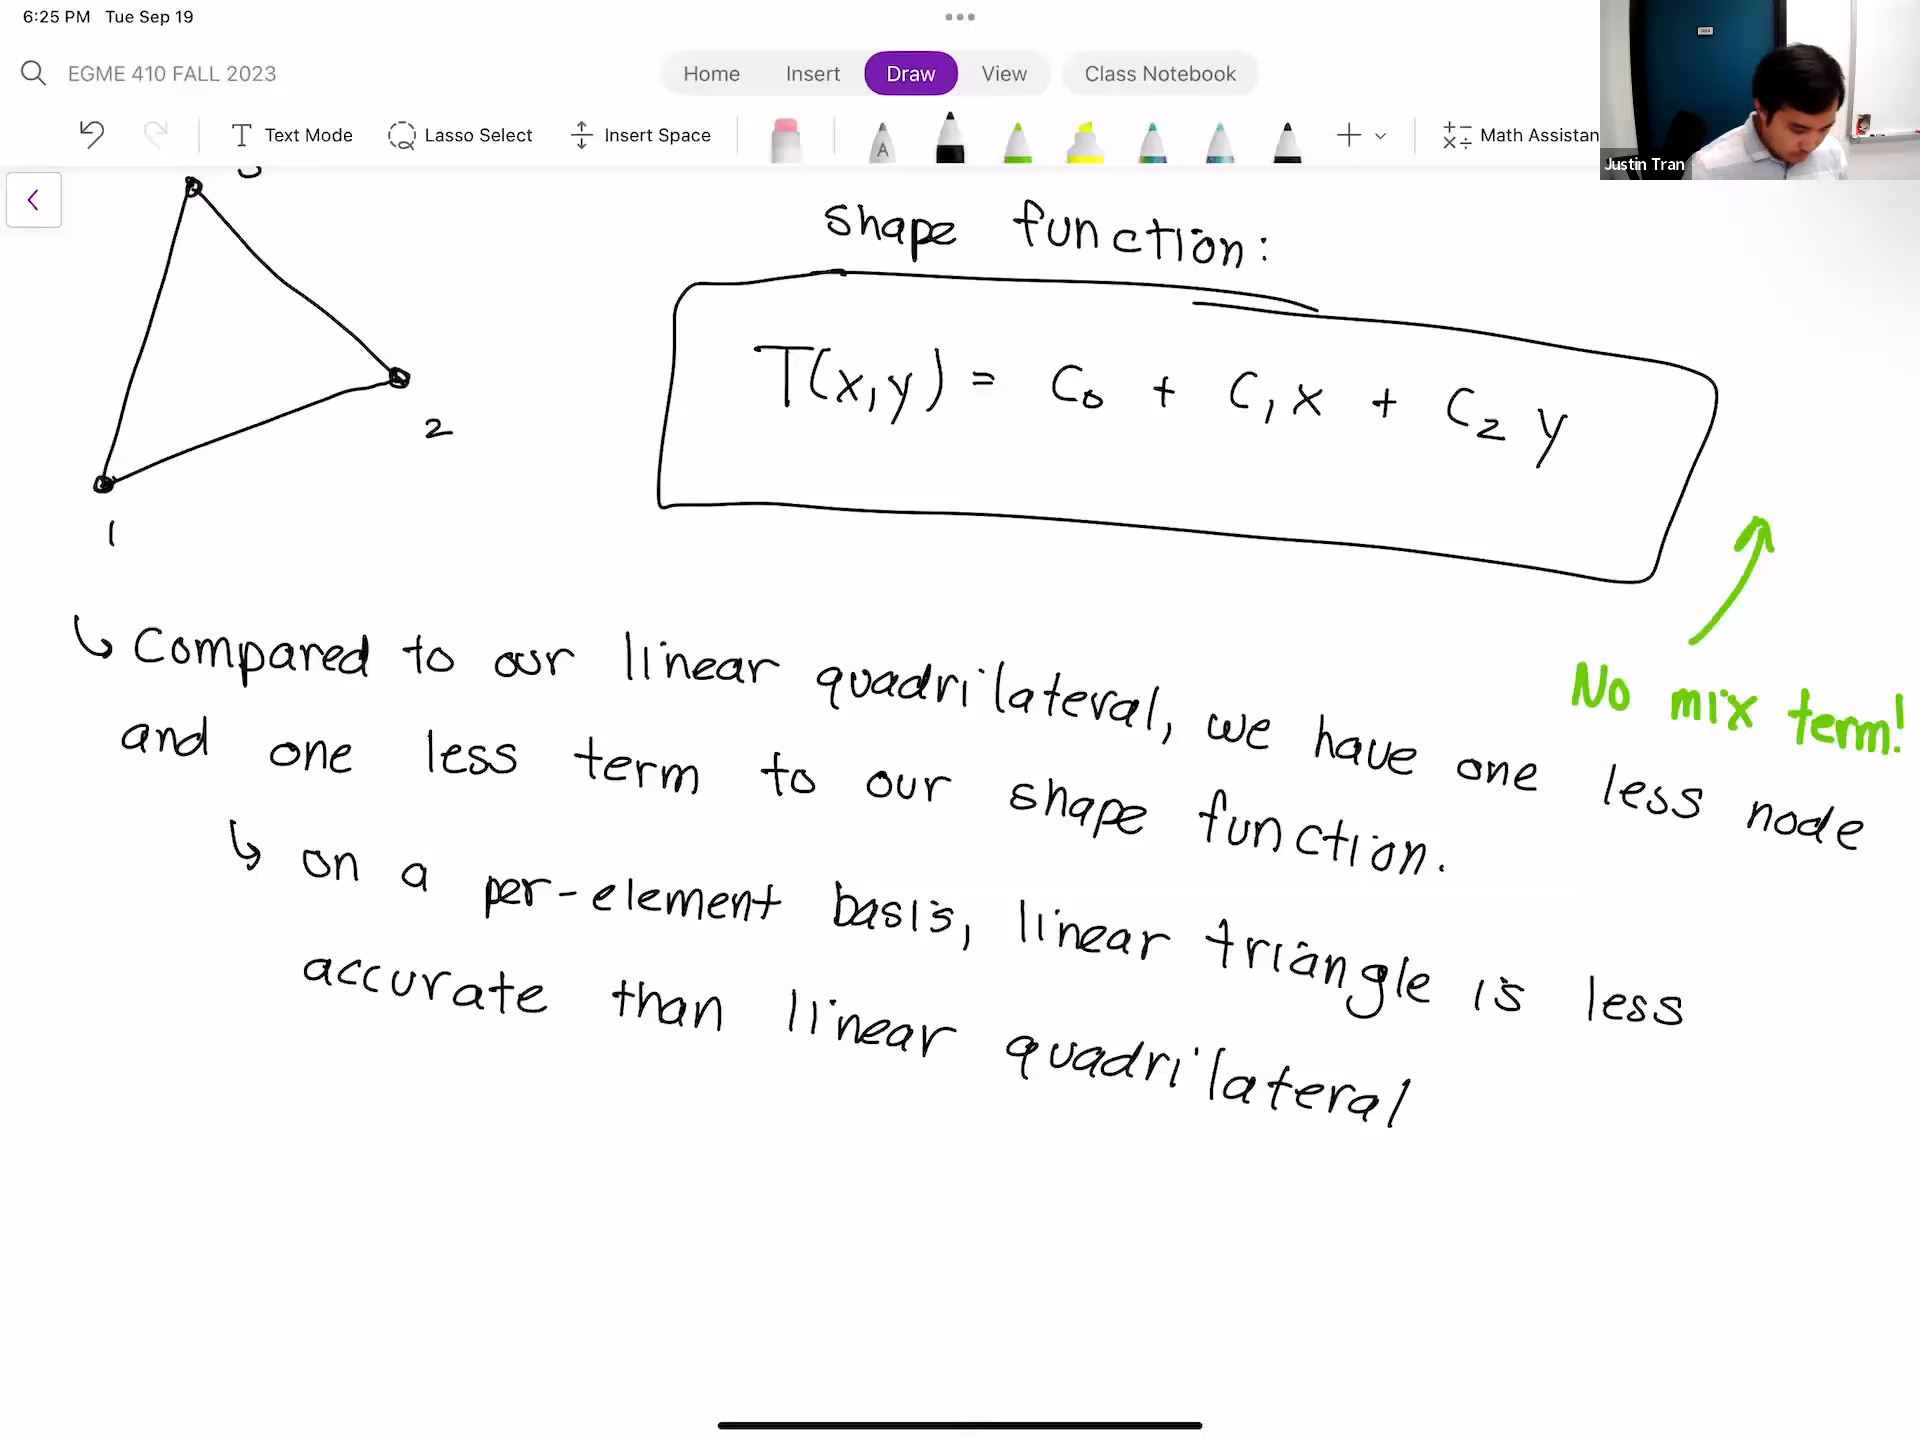 6:25 PM Tue Sep 19
EGME 410 FALL 2023
Home Insert Draw View Class Notebook
Text Mode Lasso Select Insert Space A Math Assistan
Justin Tran
shape function:
T(x,y) = C₀ + C₁x + C₂y
2
1
No mix term!
↳ Compared to our linear quadrilateral, we have one less node
and one less term to our shape function.
↳ on a per-element basis, linear triangle is less
accurate than linear quadrilateral